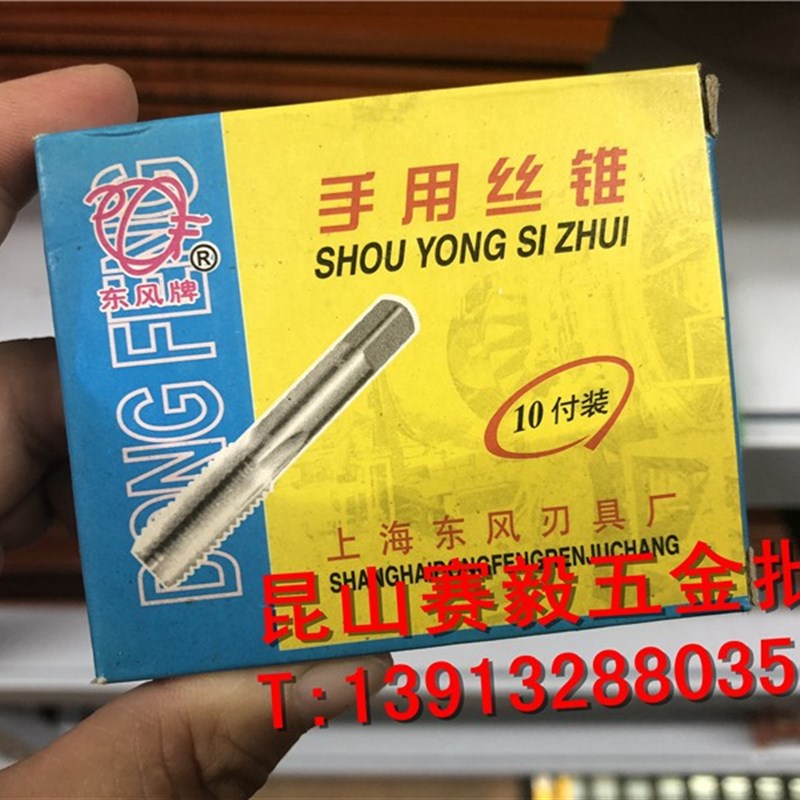 DONG FENG
®
东风牌
手用丝锥
SHOU YONG SI ZHUI
10付装
上海东风刃具厂
SHANGHAIDONGFENGRENJUCHANG
昆山赛毅五金批
T:13913288035